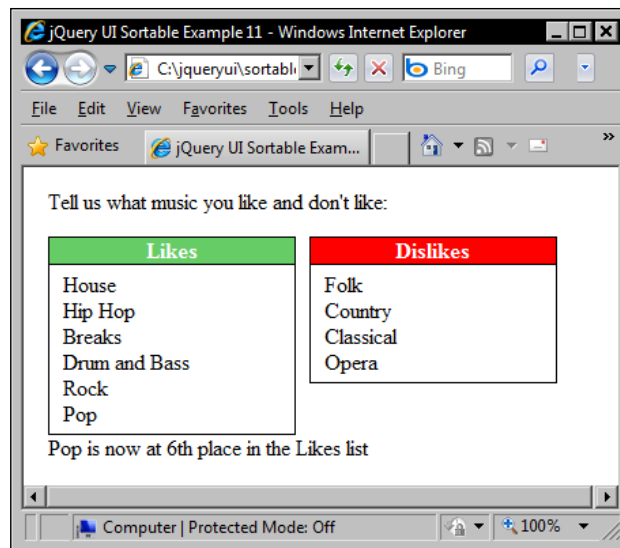 jQuery UI Sortable Example 11 - Windows Internet Explorer
C:\jqueryui\sortabl
Bing
File Edit View Favorites Tools Help
Favorites
jQuery UI Sortable Exam...
»
Tell us what music you like and don't like:
Likes
House
Hip Hop
Breaks
Drum and Bass
Rock
Pop
Dislikes
Folk
Country
Classical
Opera
Pop is now at 6th place in the Likes list
Computer | Protected Mode: Off
100%